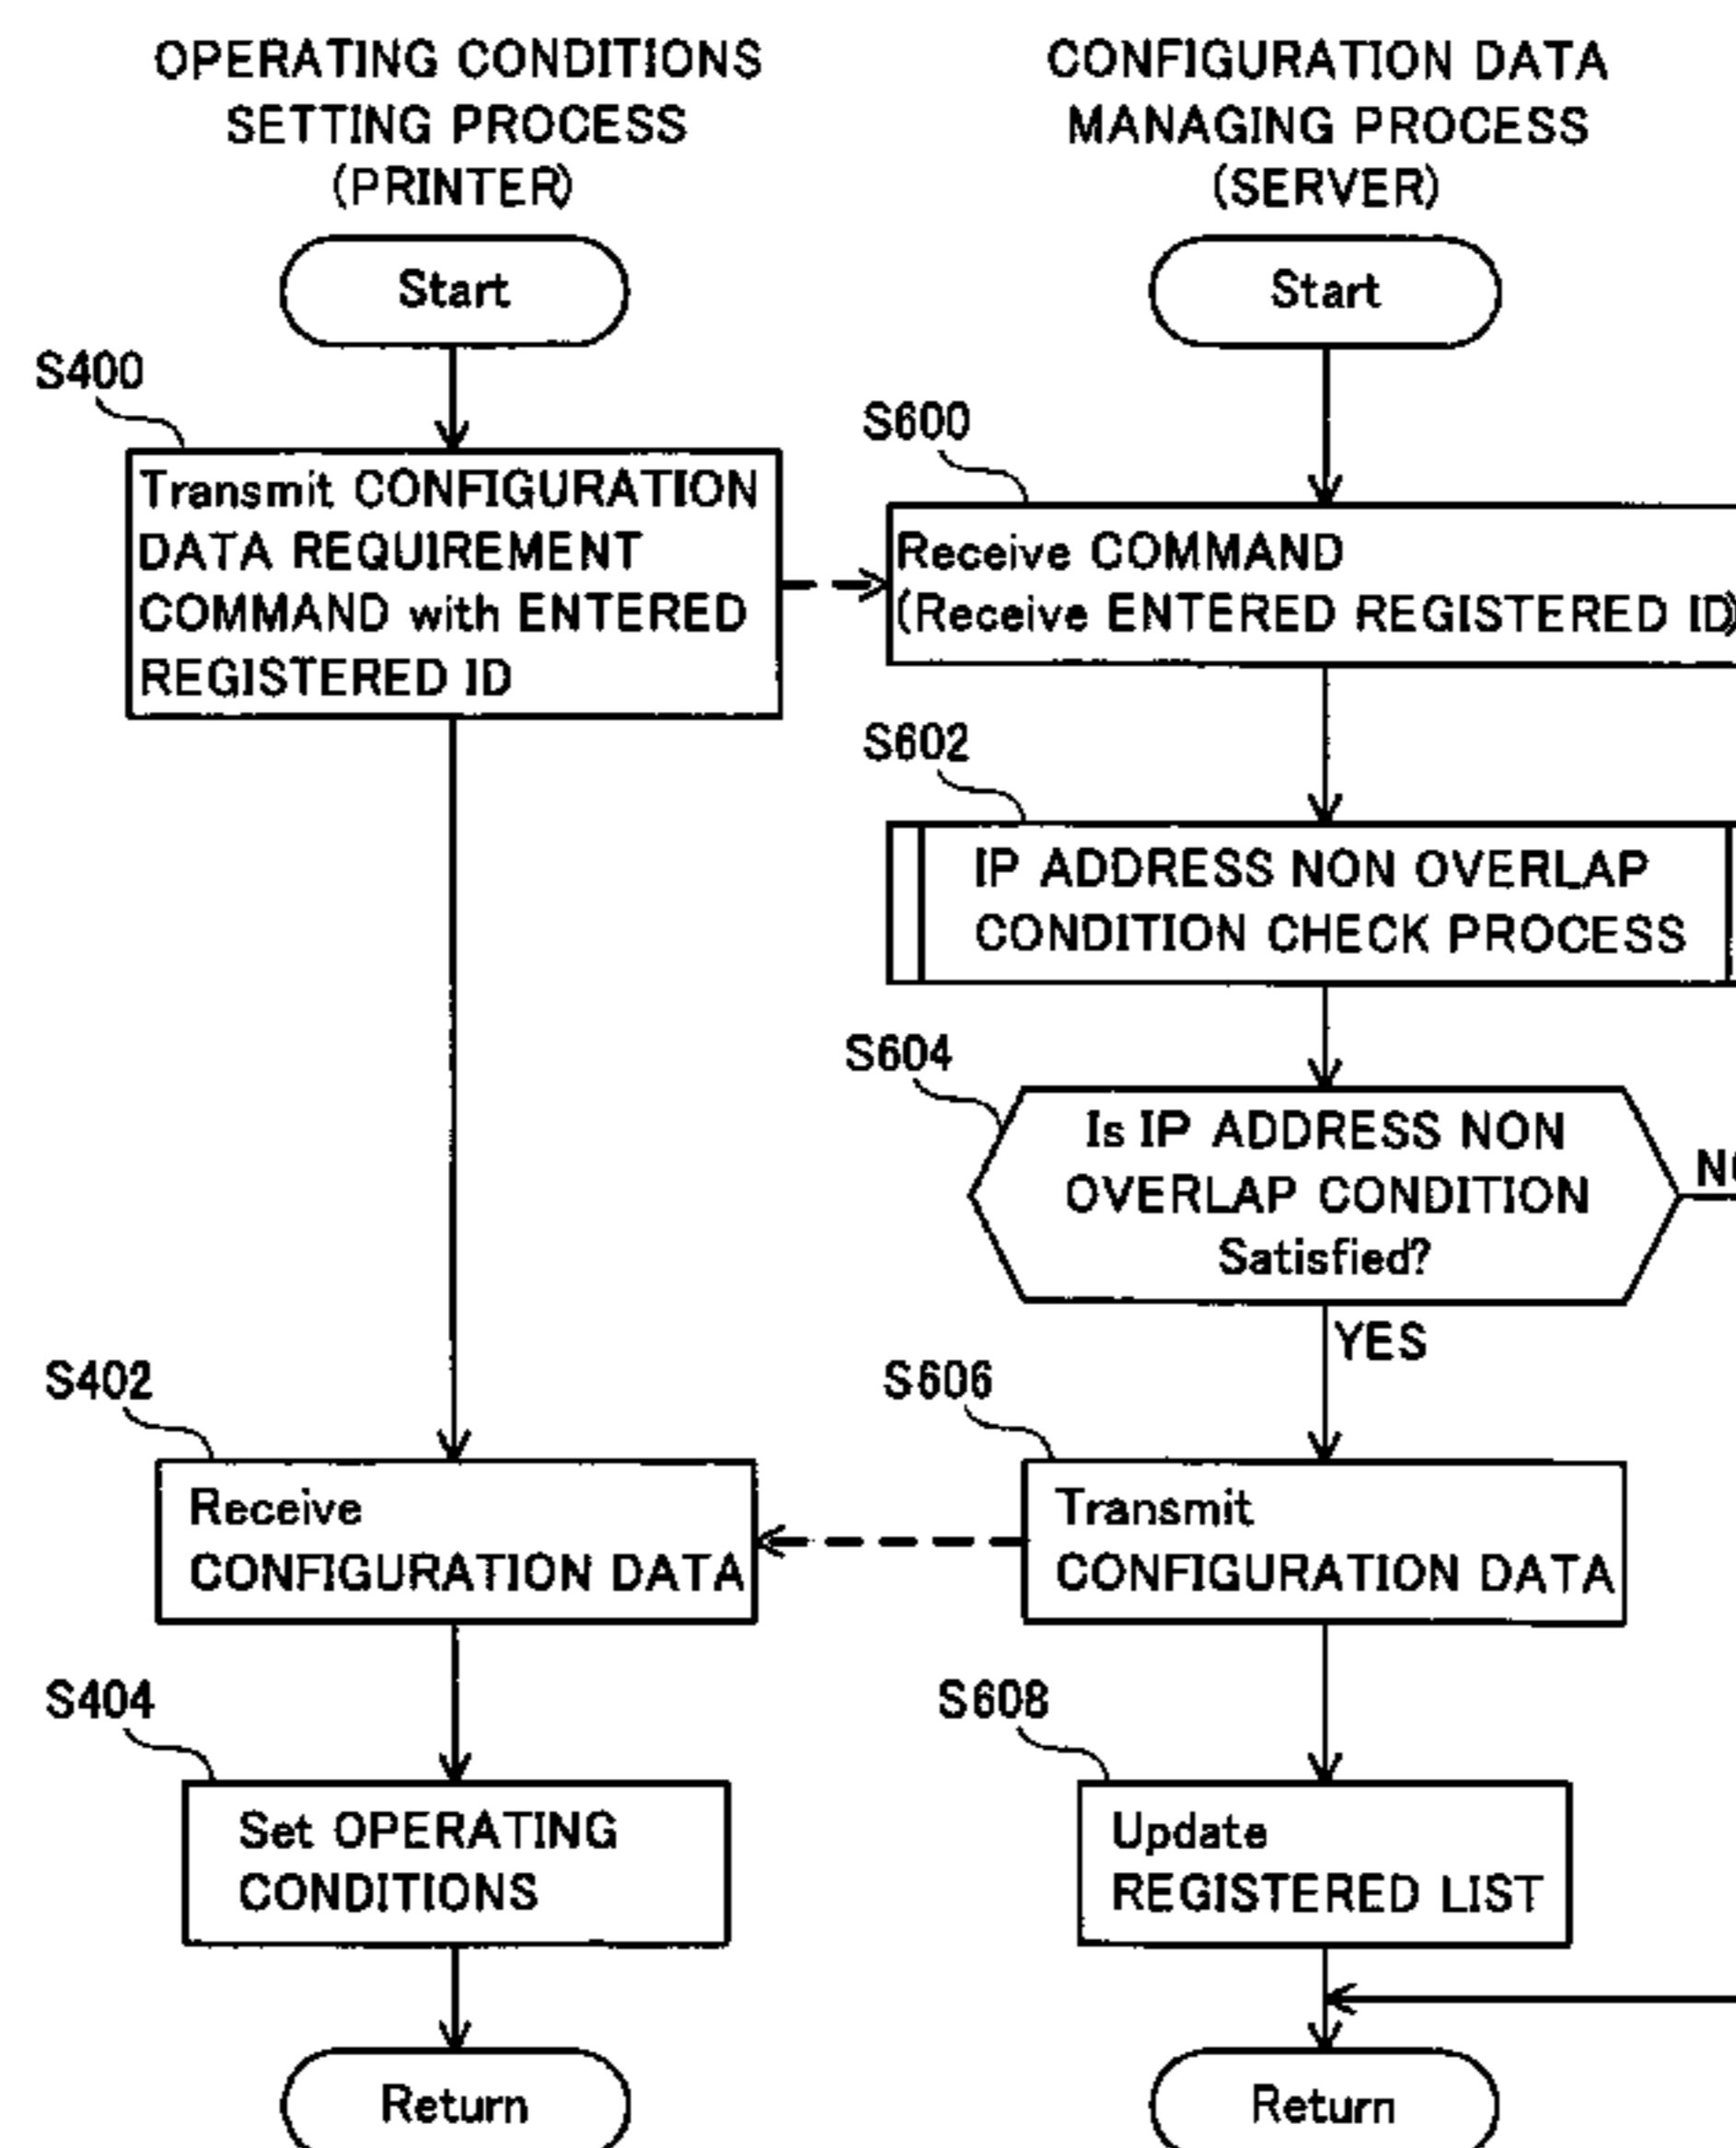 OPERATING CONDITIONS
SETTING PROCESS
(PRINTER)
Start
S400
Transmit CONFIGURATION
DATA REQUIREMENT
COMMAND with ENTERED
REGISTERED ID
S402
Receive
CONFIGURATION DATA
S404
Set OPERATING
CONDITIONS
Return
CONFIGURATION DATA
MANAGING PROCESS
(SERVER)
Start
S600
Receive COMMAND
(Receive ENTERED REGISTERED ID)
S602
IP ADDRESS NON OVERLAP
CONDITION CHECK PROCESS
S604
Is IP ADDRESS NON
OVERLAP CONDITION
Satisfied?
YES
S606
Transmit
CONFIGURATION DATA
S608
Update
REGISTERED LIST
Return